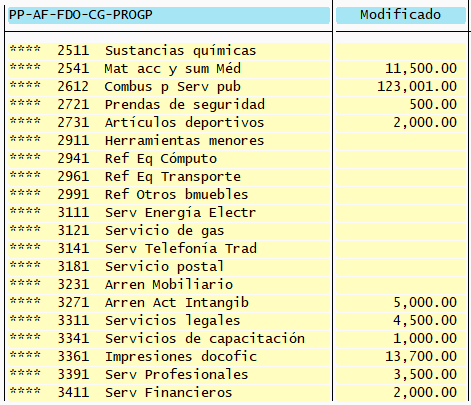 PP-AF-FDO-CG-PROGP Modificado
**** 2511 Sustancias químicas
**** 2541 Mat acc y sum Méd 11,500.00
**** 2612 Combus p Serv pub 123,001.00
**** 2721 Prendas de seguridad 500.00
**** 2731 Artículos deportivos 2,000.00
**** 2911 Herramientas menores
**** 2941 Ref Eq Cómputo
**** 2961 Ref Eq Transporte
**** 2991 Ref Otros bmuebles
**** 3111 Serv Energía Electr
**** 3121 Servicio de gas
**** 3141 Serv Telefonía Trad
**** 3181 Servicio postal
**** 3231 Arren Mobiliario
**** 3271 Arren Act Intangib 5,000.00
**** 3311 Servicios legales 4,500.00
**** 3341 Servicios de capacitación 1,000.00
**** 3361 Impresiones docofic 13,700.00
**** 3391 Serv Profesionales 3,500.00
**** 3411 Serv Financieros 2,000.00